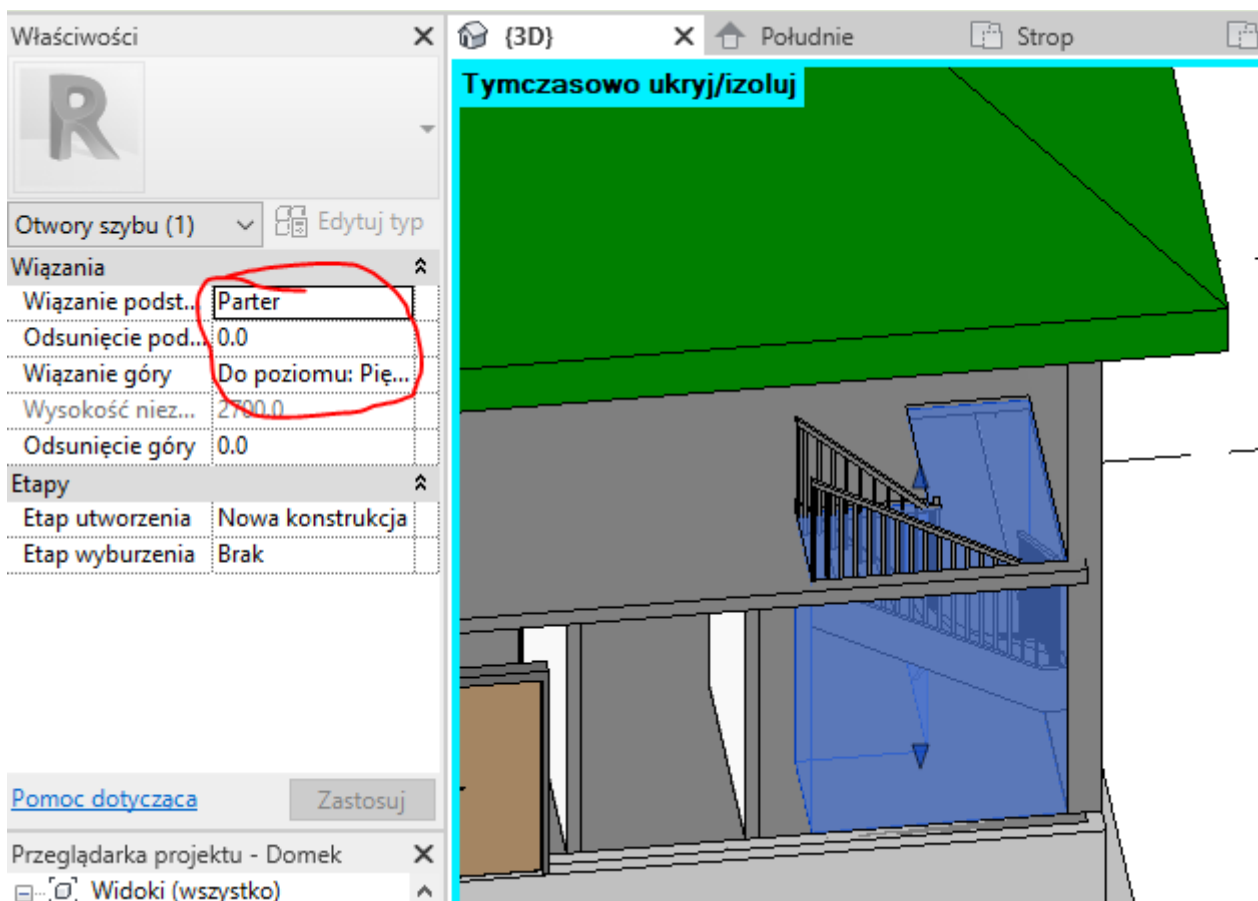 Właściwości
{3D}
Południe
Strop
Tymczasowo ukryj/izoluj
R
Otwory szybu (1)
Edytuj typ
Wiązania
Wiązanie podst... Parter
Odsunięcie pod... 0.0
Wiązanie góry Do poziomu: Pię...
Wysokość niez... 2700.0
Odsunięcie góry 0.0
Etapy
Etap utworzenia Nowa konstrukcja
Etap wyburzenia Brak
Pomoc dotycząca
Zastosuj
Przeglądarka projektu - Domek
Widoki (wszystko)